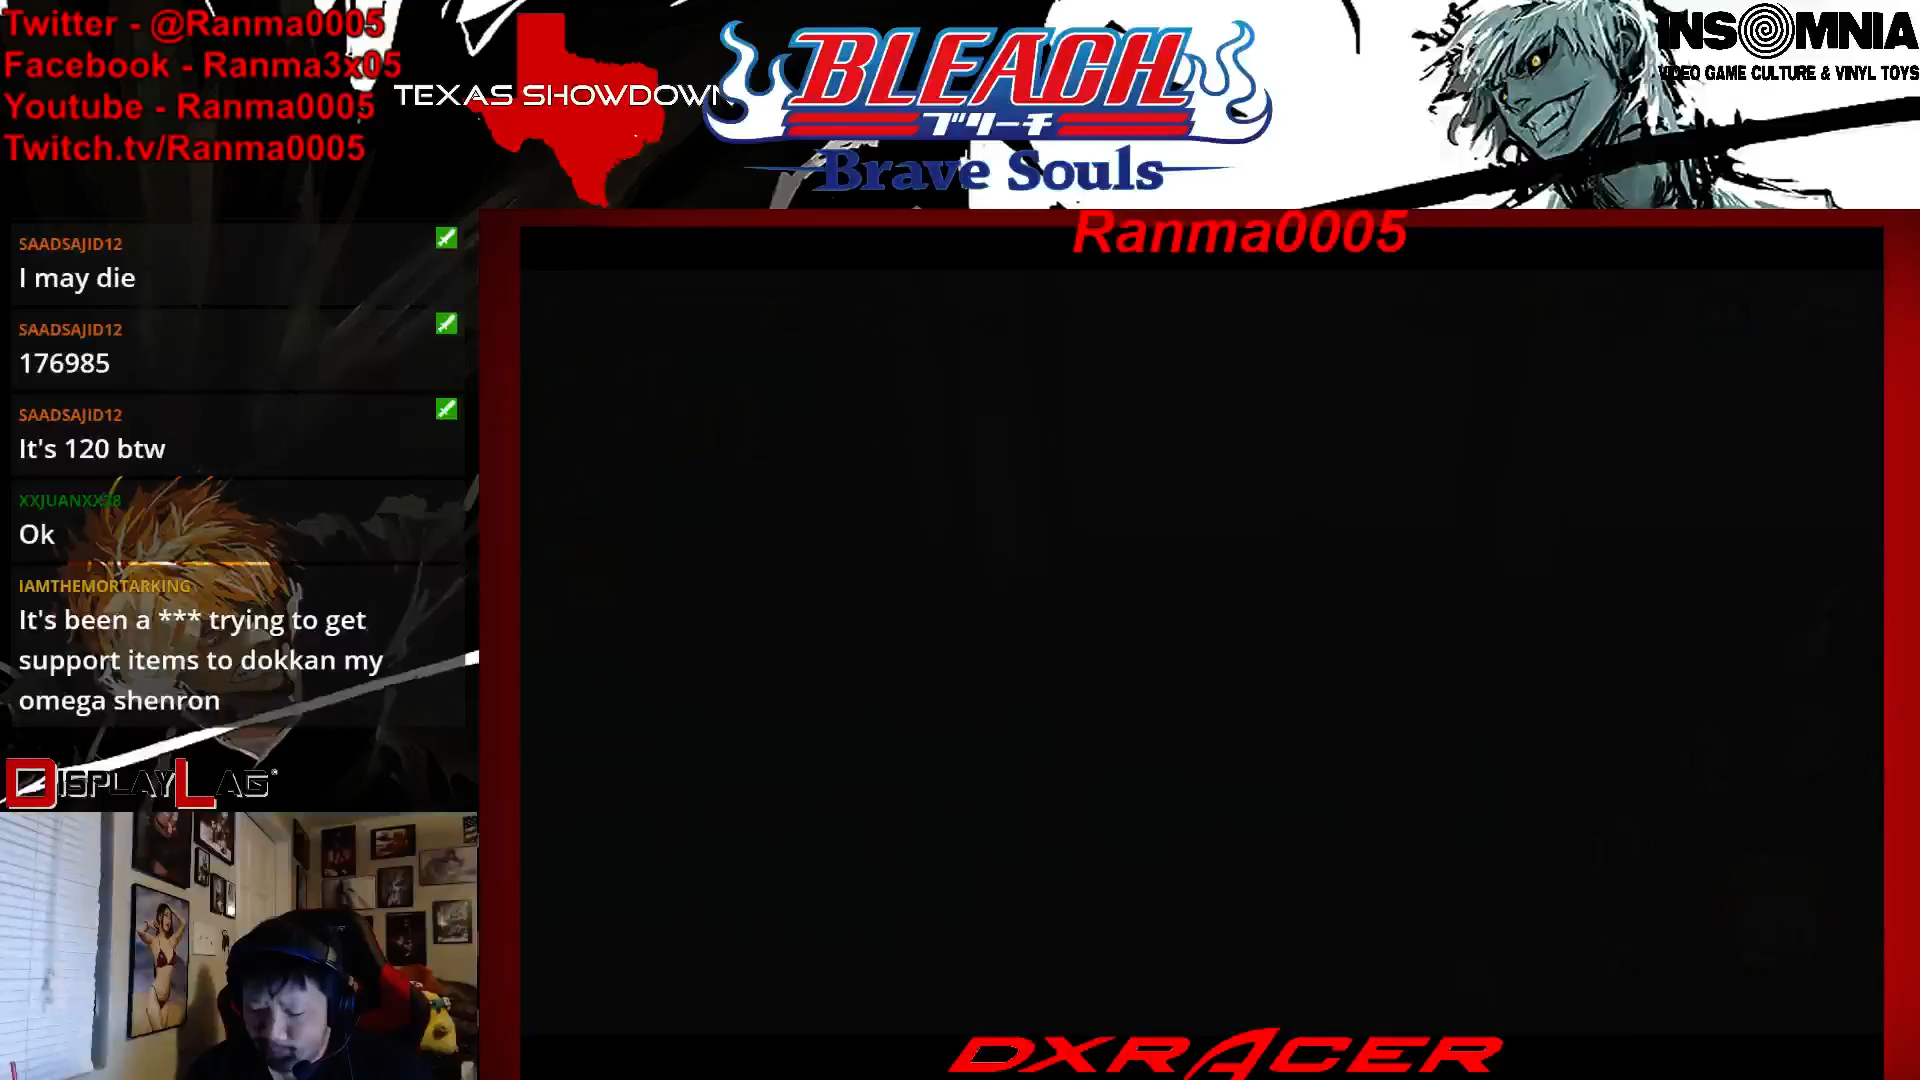 Twitter - @Ranma0005
Facebook - Ranma3x05
Youtube - Ranma0005
Twitch.tv/Ranma0005
TEXAS SHOWDOWN
BLEACH
ブリーチ
Brave Souls
INSOMNIA
VIDEO GAME CULTURE & VINYL TOYS
Ranma0005
SAADSAJID12
I may die
SAADSAJID12
176985
SAADSAJID12
It's 120 btw
XXJUANXX28
Ok
IAMTHEMORTARKING
It's been a *** trying to get
support items to dokkan my
omega shenron
DISPLAYLAG
DXRACER